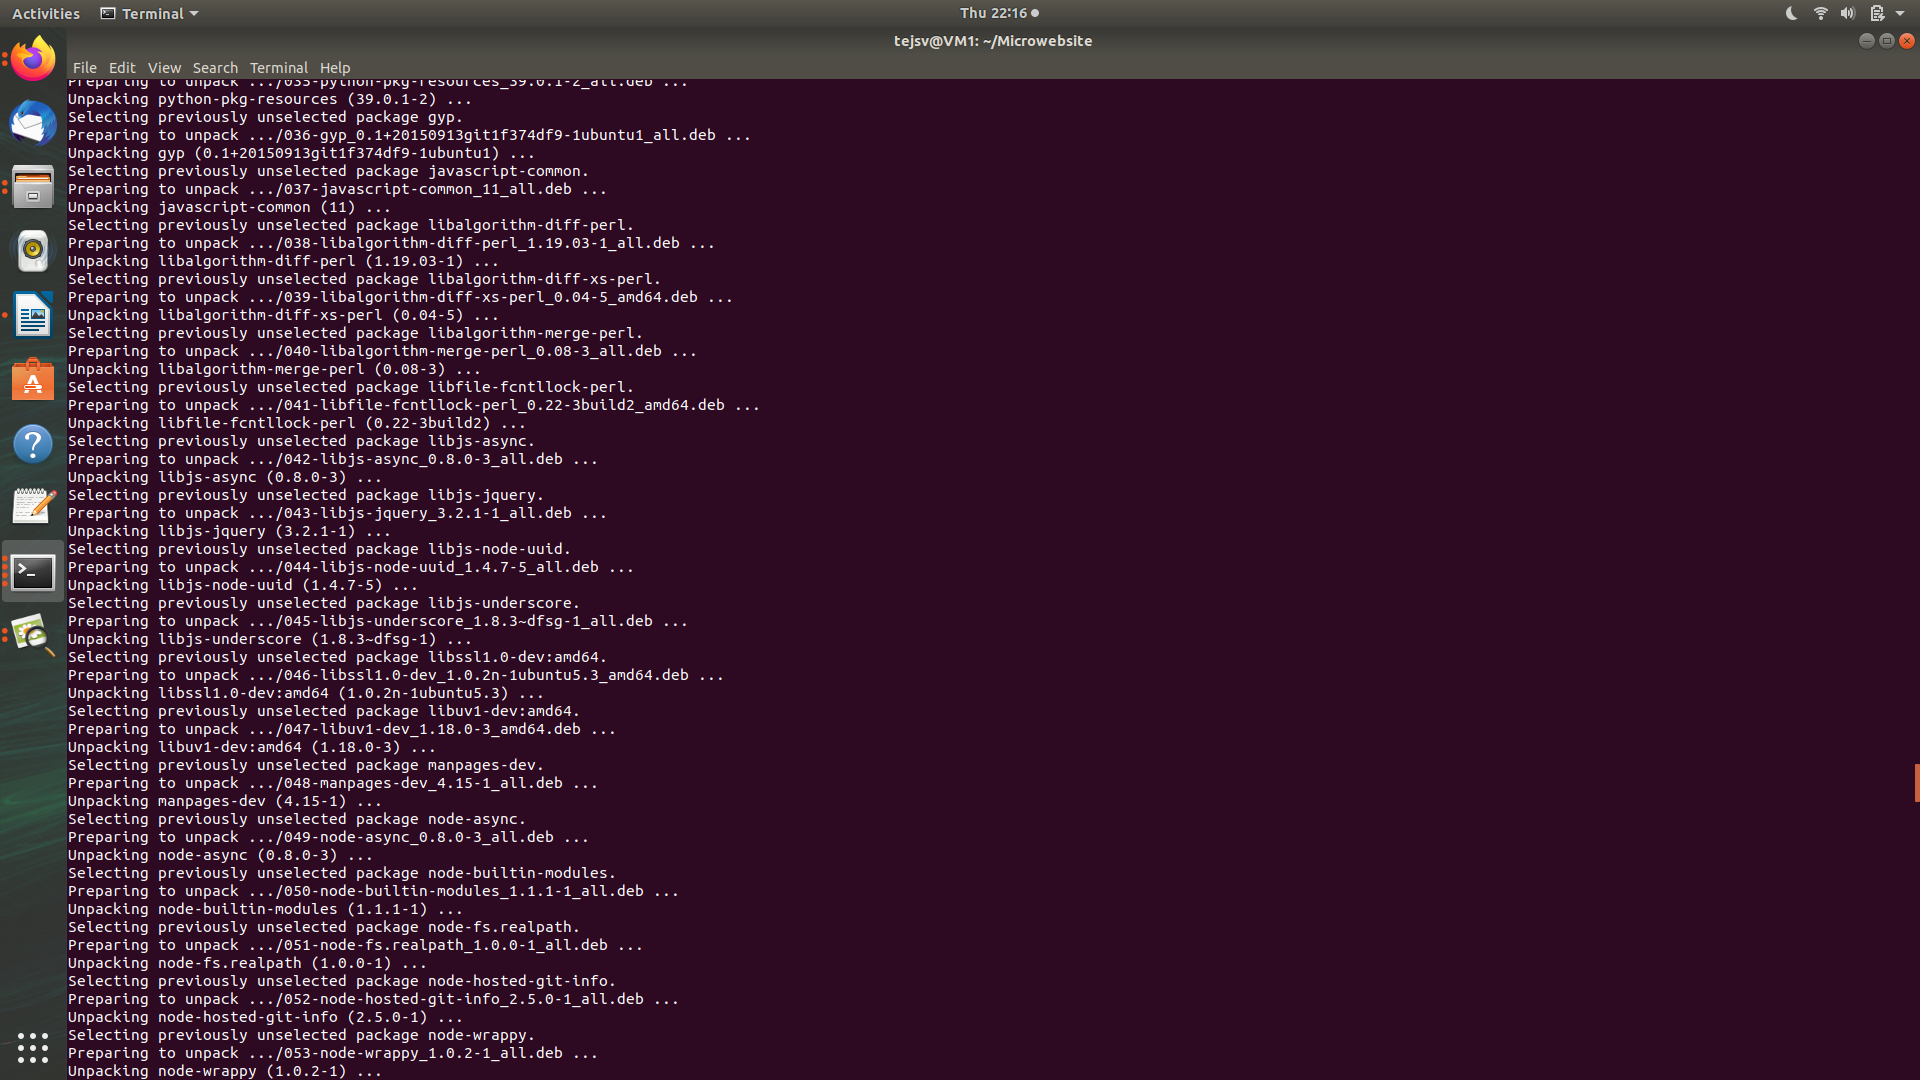 Activities Terminal Thu 22:16
tejsv@VM1: ~/Microwebsite
File Edit View Search Terminal Help
Preparing to unpack .../035-python-pkg-resources_39.0.1-2_all.deb ...
Unpacking python-pkg-resources (39.0.1-2) ...
Selecting previously unselected package gyp.
Preparing to unpack .../036-gyp_0.1+20150913git1f374df9-1ubuntu1_all.deb ...
Unpacking gyp (0.1+20150913git1f374df9-1ubuntu1) ...
Selecting previously unselected package javascript-common.
Preparing to unpack .../037-javascript-common_11_all.deb ...
Unpacking javascript-common (11) ...
Selecting previously unselected package libalgorithm-diff-perl.
Preparing to unpack .../038-libalgorithm-diff-perl_1.19.03-1_all.deb ...
Unpacking libalgorithm-diff-perl (1.19.03-1) ...
Selecting previously unselected package libalgorithm-diff-xs-perl.
Preparing to unpack .../039-libalgorithm-diff-xs-perl_0.04-5_amd64.deb ...
Unpacking libalgorithm-diff-xs-perl (0.04-5) ...
Selecting previously unselected package libalgorithm-merge-perl.
Preparing to unpack .../040-libalgorithm-merge-perl_0.08-3_all.deb ...
Unpacking libalgorithm-merge-perl (0.08-3) ...
Selecting previously unselected package libfile-fcntllock-perl.
Preparing to unpack .../041-libfile-fcntllock-perl_0.22-3build2_amd64.deb ...
Unpacking libfile-fcntllock-perl (0.22-3build2) ...
Selecting previously unselected package libjs-async.
Preparing to unpack .../042-libjs-async_0.8.0-3_all.deb ...
Unpacking libjs-async (0.8.0-3) ...
Selecting previously unselected package libjs-jquery.
Preparing to unpack .../043-libjs-jquery_3.2.1-1_all.deb ...
Unpacking libjs-jquery (3.2.1-1) ...
Selecting previously unselected package libjs-node-uuid.
Preparing to unpack .../044-libjs-node-uuid_1.4.7-5_all.deb ...
Unpacking libjs-node-uuid (1.4.7-5) ...
Selecting previously unselected package libjs-underscore.
Preparing to unpack .../045-libjs-underscore_1.8.3~dfsg-1_all.deb ...
Unpacking libjs-underscore (1.8.3~dfsg-1) ...
Selecting previously unselected package libssl1.0-dev:amd64.
Preparing to unpack .../046-libssl1.0-dev_1.0.2n-1ubuntu5.3_amd64.deb ...
Unpacking libssl1.0-dev:amd64 (1.0.2n-1ubuntu5.3) ...
Selecting previously unselected package libuv1-dev:amd64.
Preparing to unpack .../047-libuv1-dev_1.18.0-3_amd64.deb ...
Unpacking libuv1-dev:amd64 (1.18.0-3) ...
Selecting previously unselected package manpages-dev.
Preparing to unpack .../048-manpages-dev_4.15-1_all.deb ...
Unpacking manpages-dev (4.15-1) ...
Selecting previously unselected package node-async.
Preparing to unpack .../049-node-async_0.8.0-3_all.deb ...
Unpacking node-async (0.8.0-3) ...
Selecting previously unselected package node-builtin-modules.
Preparing to unpack .../050-node-builtin-modules_1.1.1-1_all.deb ...
Unpacking node-builtin-modules (1.1.1-1) ...
Selecting previously unselected package node-fs.realpath.
Preparing to unpack .../051-node-fs.realpath_1.0.0-1_all.deb ...
Unpacking node-fs.realpath (1.0.0-1) ...
Selecting previously unselected package node-hosted-git-info.
Preparing to unpack .../052-node-hosted-git-info_2.5.0-1_all.deb ...
Unpacking node-hosted-git-info (2.5.0-1) ...
Selecting previously unselected package node-wrappy.
Preparing to unpack .../053-node-wrappy_1.0.2-1_all.deb ...
Unpacking node-wrappy (1.0.2-1) ...